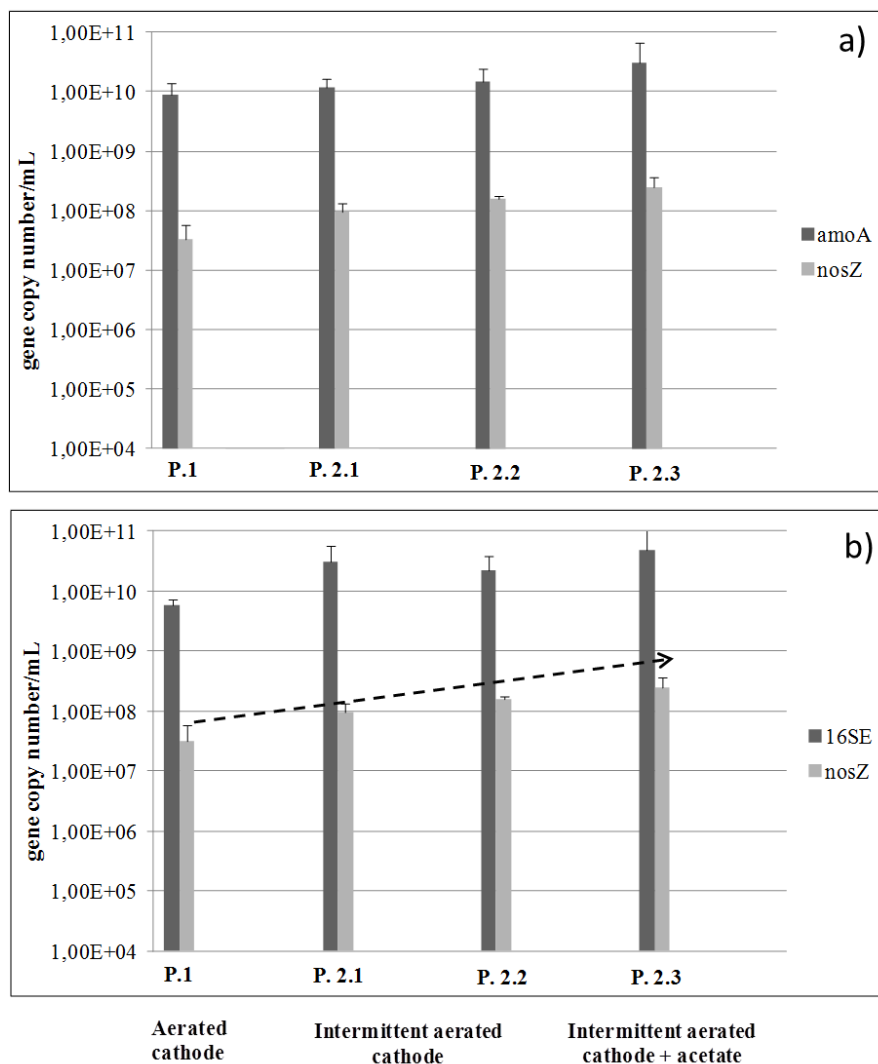 a)
1,00E+11
1,00E+10
1,00E+09
1,00E+08
1,00E+07
1,00E+06
1,00E+05
1,00E+04
gene copy number/mL
P.1 P. 2.1 P. 2.2 P. 2.3
amoA
nosZ
b)
1,00E+11
1,00E+10
1,00E+09
1,00E+08
1,00E+07
1,00E+06
1,00E+05
1,00E+04
gene copy number/mL
P.1 P. 2.1 P. 2.2 P. 2.3
16SE
nosZ
Aerated
cathode
Intermittent aerated
cathode
Intermittent aerated
cathode + acetate